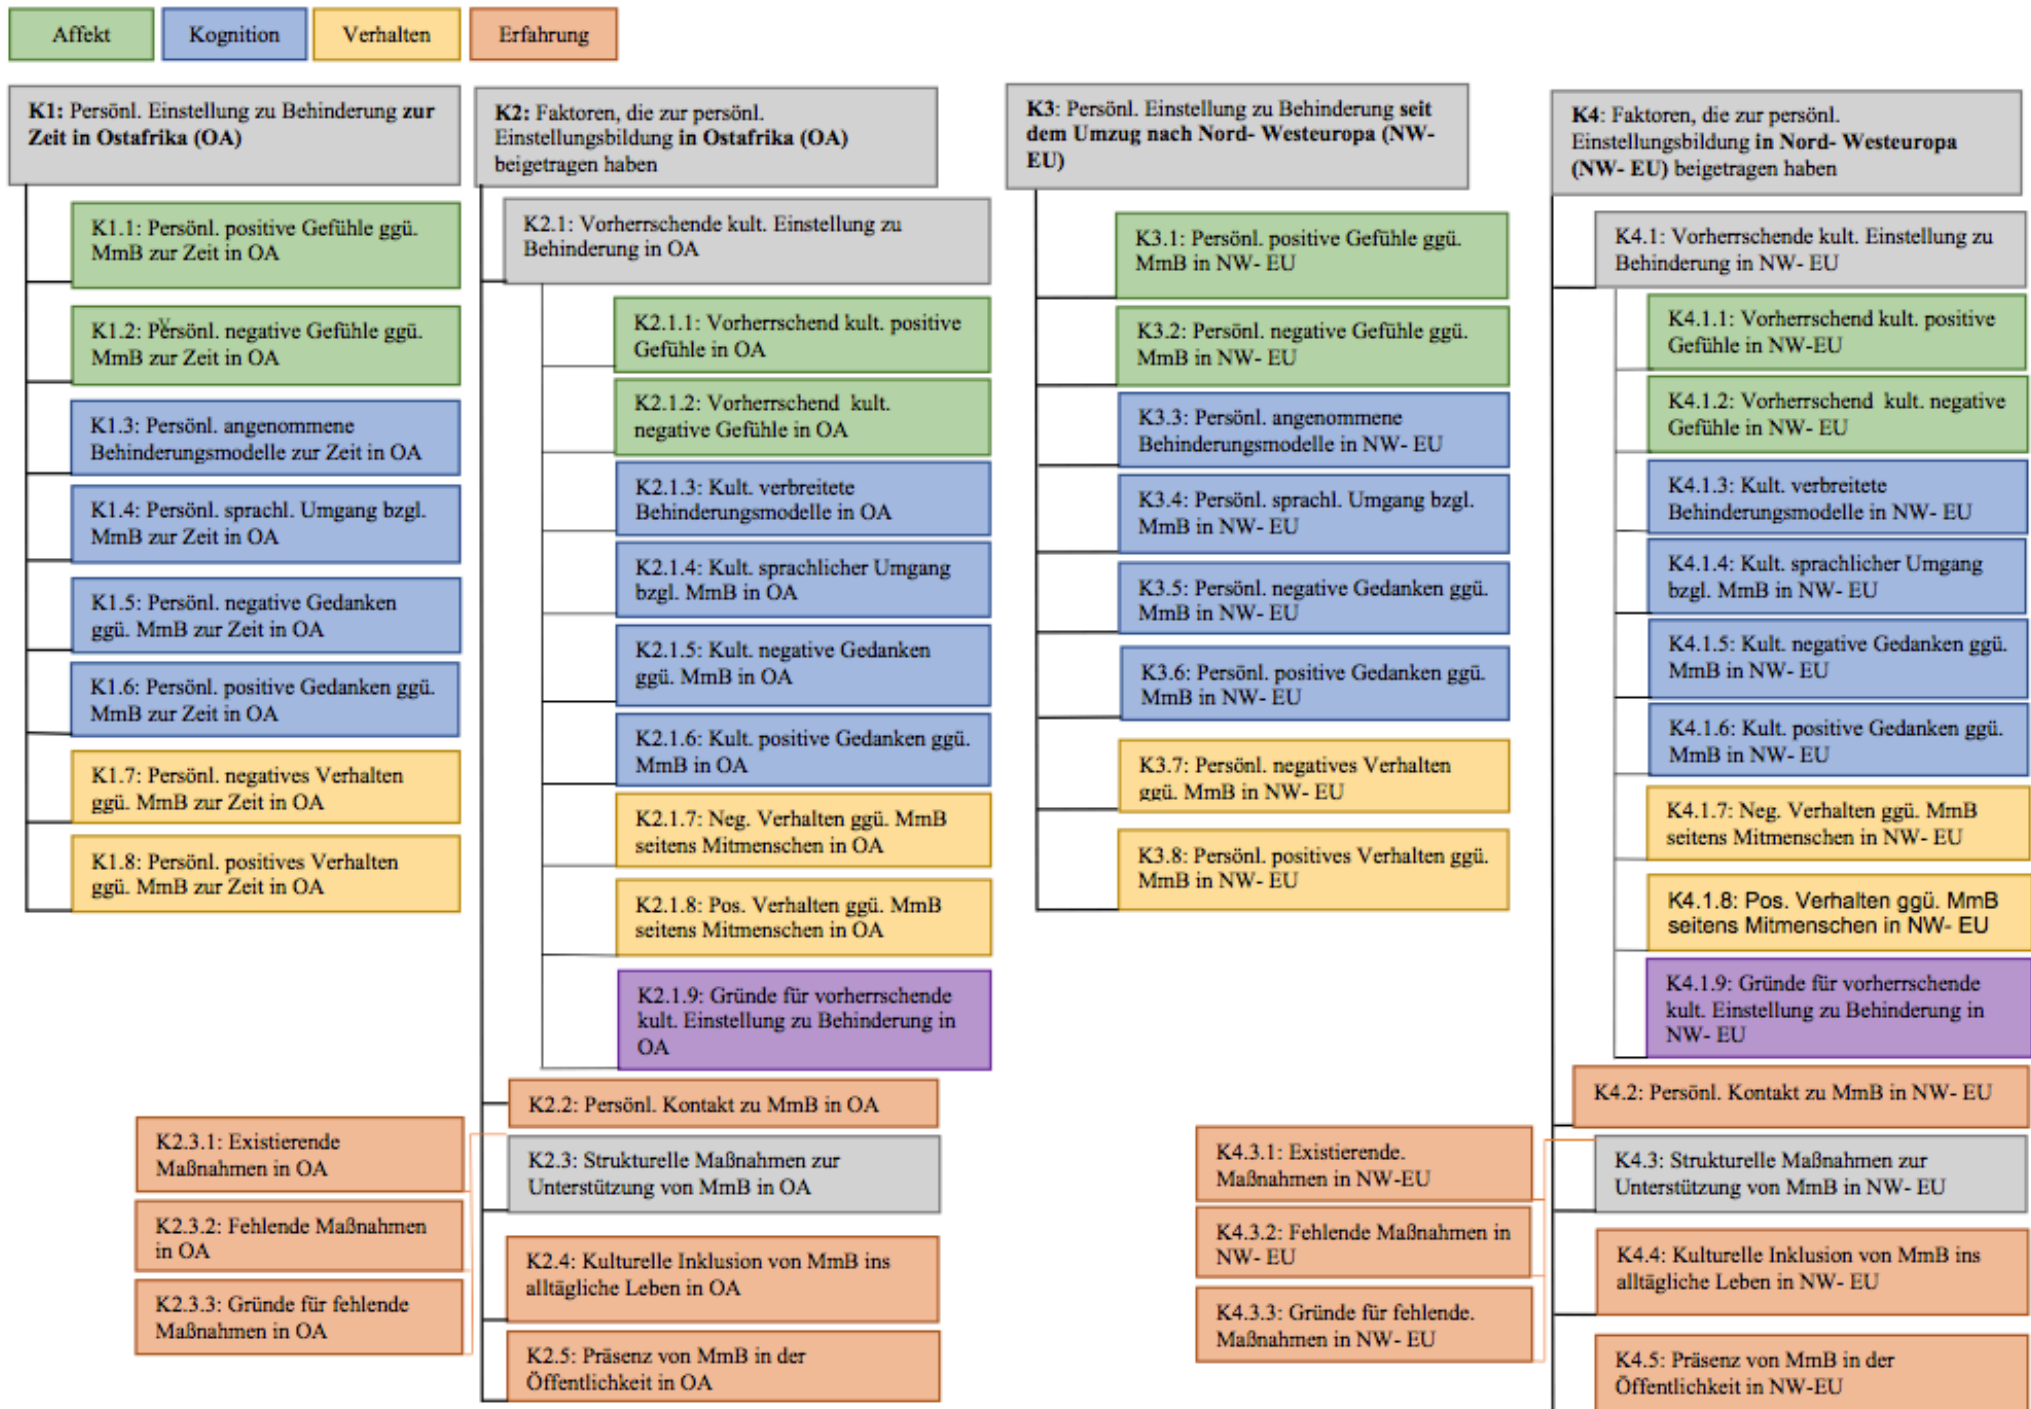 Affekt
Kognition
Verhalten
Erfahrung
K1: Persönl. Einstellung zu Behinderung zur
Zeit in Ostafrika (OA)
K1.1: Persönl. positive Gefühle ggü.
MmB zur Zeit in OA
K1.2: Persönl. negative Gefühle ggü.
MmB zur Zeit in OA
K1.3: Persönl. angenommene
Behinderungsmodelle zur Zeit in OA
K1.4: Persönl. sprachl. Umgang bzgl.
MmB zur Zeit in OA
K1.5: Persönl. negative Gedanken
ggü. MmB zur Zeit in OA
K1.6: Persönl. positive Gedanken ggü.
MmB zur Zeit in OA
K1.7: Persönl. negatives Verhalten
ggü. MmB zur Zeit in OA
K1.8: Persönl. positives Verhalten
ggü. MmB zur Zeit in OA
K2: Faktoren, die zur persönl.
Einstellungsbildung in Ostafrika (OA)
beigetragen haben
K2.1: Vorherrschende kult. Einstellung zu
Behinderung in OA
K2.1.1: Vorherrschend kult. positive
Gefühle in OA
K2.1.2: Vorherrschend kult.
negative Gefühle in OA
K2.1.3: Kult. verbreitete
Behinderungsmodelle in OA
K2.1.4: Kult. sprachlicher Umgang
bzgl. MmB in OA
K2.1.5: Kult. negative Gedanken
ggü. MmB in OA
K2.1.6: Kult. positive Gedanken ggü.
MmB in OA
K2.1.7: Neg. Verhalten ggü. MmB
seitens Mitmenschen in OA
K2.1.8: Pos. Verhalten ggü. MmB
seitens Mitmenschen in OA
K2.1.9: Gründe für vorherrschende
kult. Einstellung zu Behinderung in
OA
K2.2: Persönl. Kontakt zu MmB in OA
K2.3: Strukturelle Maßnahmen zur
Unterstützung von MmB in OA
K2.3.1: Existierende
Maßnahmen in OA
K2.3.2: Fehlende Maßnahmen
in OA
K2.3.3: Gründe für fehlende
Maßnahmen in OA
K2.4: Kulturelle Inklusion von MmB ins
alltägliche Leben in OA
K2.5: Präsenz von MmB in der
Öffentlichkeit in OA
K3: Persönl. Einstellung zu Behinderung seit
dem Umzug nach Nord- Westeuropa (NW-
EU)
K3.1: Persönl. positive Gefühle ggü.
MmB in NW- EU
K3.2: Persönl. negative Gefühle ggü.
MmB in NW- EU
K3.3: Persönl. angenommene
Behinderungsmodelle in NW- EU
K3.4: Persönl. sprachl. Umgang bzgl.
MmB in NW- EU
K3.5: Persönl. negative Gedanken ggü.
MmB in NW- EU
K3.6: Persönl. positive Gedanken ggü.
MmB in NW- EU
K3.7: Persönl. negatives Verhalten
ggü. MmB in NW- EU
K3.8: Persönl. positives Verhalten ggü.
MmB in NW- EU
K4: Faktoren, die zur persönl.
Einstellungsbildung in Nord- Westeuropa
(NW- EU) beigetragen haben
K4.1: Vorherrschende kult. Einstellung zu
Behinderung in NW- EU
K4.1.1: Vorherrschend kult. positive
Gefühle in NW-EU
K4.1.2: Vorherrschend kult. negative
Gefühle in NW- EU
K4.1.3: Kult. verbreitete
Behinderungsmodelle in NW- EU
K4.1.4: Kult. sprachlicher Umgang
bzgl. MmB in NW- EU
K4.1.5: Kult. negative Gedanken ggü.
MmB in NW- EU
K4.1.6: Kult. positive Gedanken ggü.
MmB in NW- EU
K4.1.7: Neg. Verhalten ggü. MmB
seitens Mitmenschen in NW- EU
K4.1.8: Pos. Verhalten ggü. MmB
seitens Mitmenschen in NW- EU
K4.1.9: Gründe für vorherrschende
kult. Einstellung zu Behinderung in
NW- EU
K4.2: Persönl. Kontakt zu MmB in NW- EU
K4.3: Strukturelle Maßnahmen zur
Unterstützung von MmB in NW- EU
K4.3.1: Existierende.
Maßnahmen in NW-EU
K4.3.2: Fehlende Maßnahmen in
NW- EU
K4.3.3: Gründe für fehlende.
Maßnahmen in NW- EU
K4.4: Kulturelle Inklusion von MmB ins
alltägliche Leben in NW- EU
K4.5: Präsenz von MmB in der
Öffentlichkeit in NW-EU